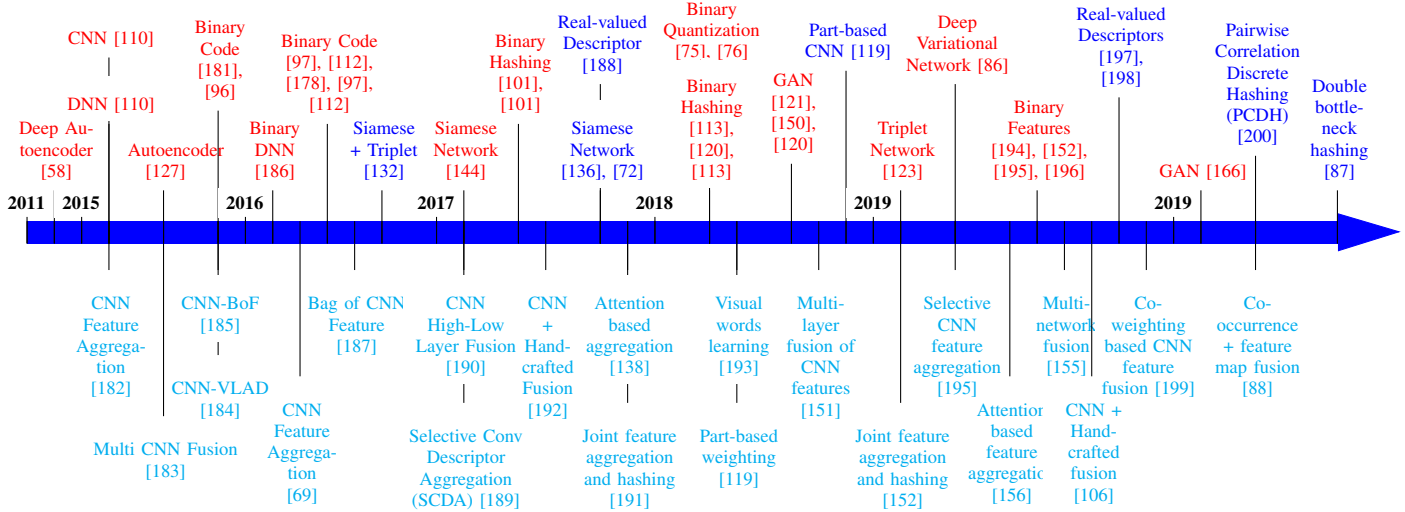 CNN [110]
DNN [110]
Deep Au-
toencoder
[58]
Autoencoder
[127]
Binary
Code
[181],
[96]
Binary
DNN
[186]
Binary Code
[97], [112],
[178], [97],
[112]
Siamese
+ Triplet
[132]
Siamese
Network
[144]
Binary
Hashing
[101],
[101]
Real-valued
Descriptor
[188]
Siamese
Network
[136], [72]
Binary
Quantization
[75], [76]
Binary
Hashing
[113],
[120],
[113]
GAN
[121],
[150],
[120]
Part-based
CNN [119]
Triplet
Network
[123]
Deep
Variational
Network [86]
Binary
Features
[194], [152],
[195], [196]
Real-valued
Descriptors
[197],
[198]
GAN [166]
Pairwise
Correlation
Discrete
Hashing
(PCDH)
[200]
Double
bottle-
neck
hashing
[87]
2011 2015 2016 2017 2018 2019 2019
CNN
Feature
Aggrega-
tion
[182]
Multi CNN Fusion
[183]
CNN-BoF
[185]
CNN-VLAD
[184]
CNN
Feature
Aggrega-
tion
[69]
Bag of CNN
Feature
[187]
CNN
High-Low
Layer Fusion
[190]
Selective Conv
Descriptor
Aggregation
(SCDA) [189]
CNN
+
Hand-
crafted
Fusion
[192]
Attention
based
aggregation
[138]
Joint feature
aggregation
and hashing
[191]
Visual
words
learning
[193]
Part-based
weighting
[119]
Multi-
layer
fusion of
CNN
features
[151]
Joint feature
aggregation
and hashing
[152]
Selective
CNN
feature
aggregation
[195]
Attention
based
feature
aggregatic
[156]
Multi-
network
fusion
[155]
CNN +
Hand-
crafted
fusion
[106]
Co-
weighting
based CNN
feature
fusion [199]
Co-
occurrence
+ feature
map fusion
[88]